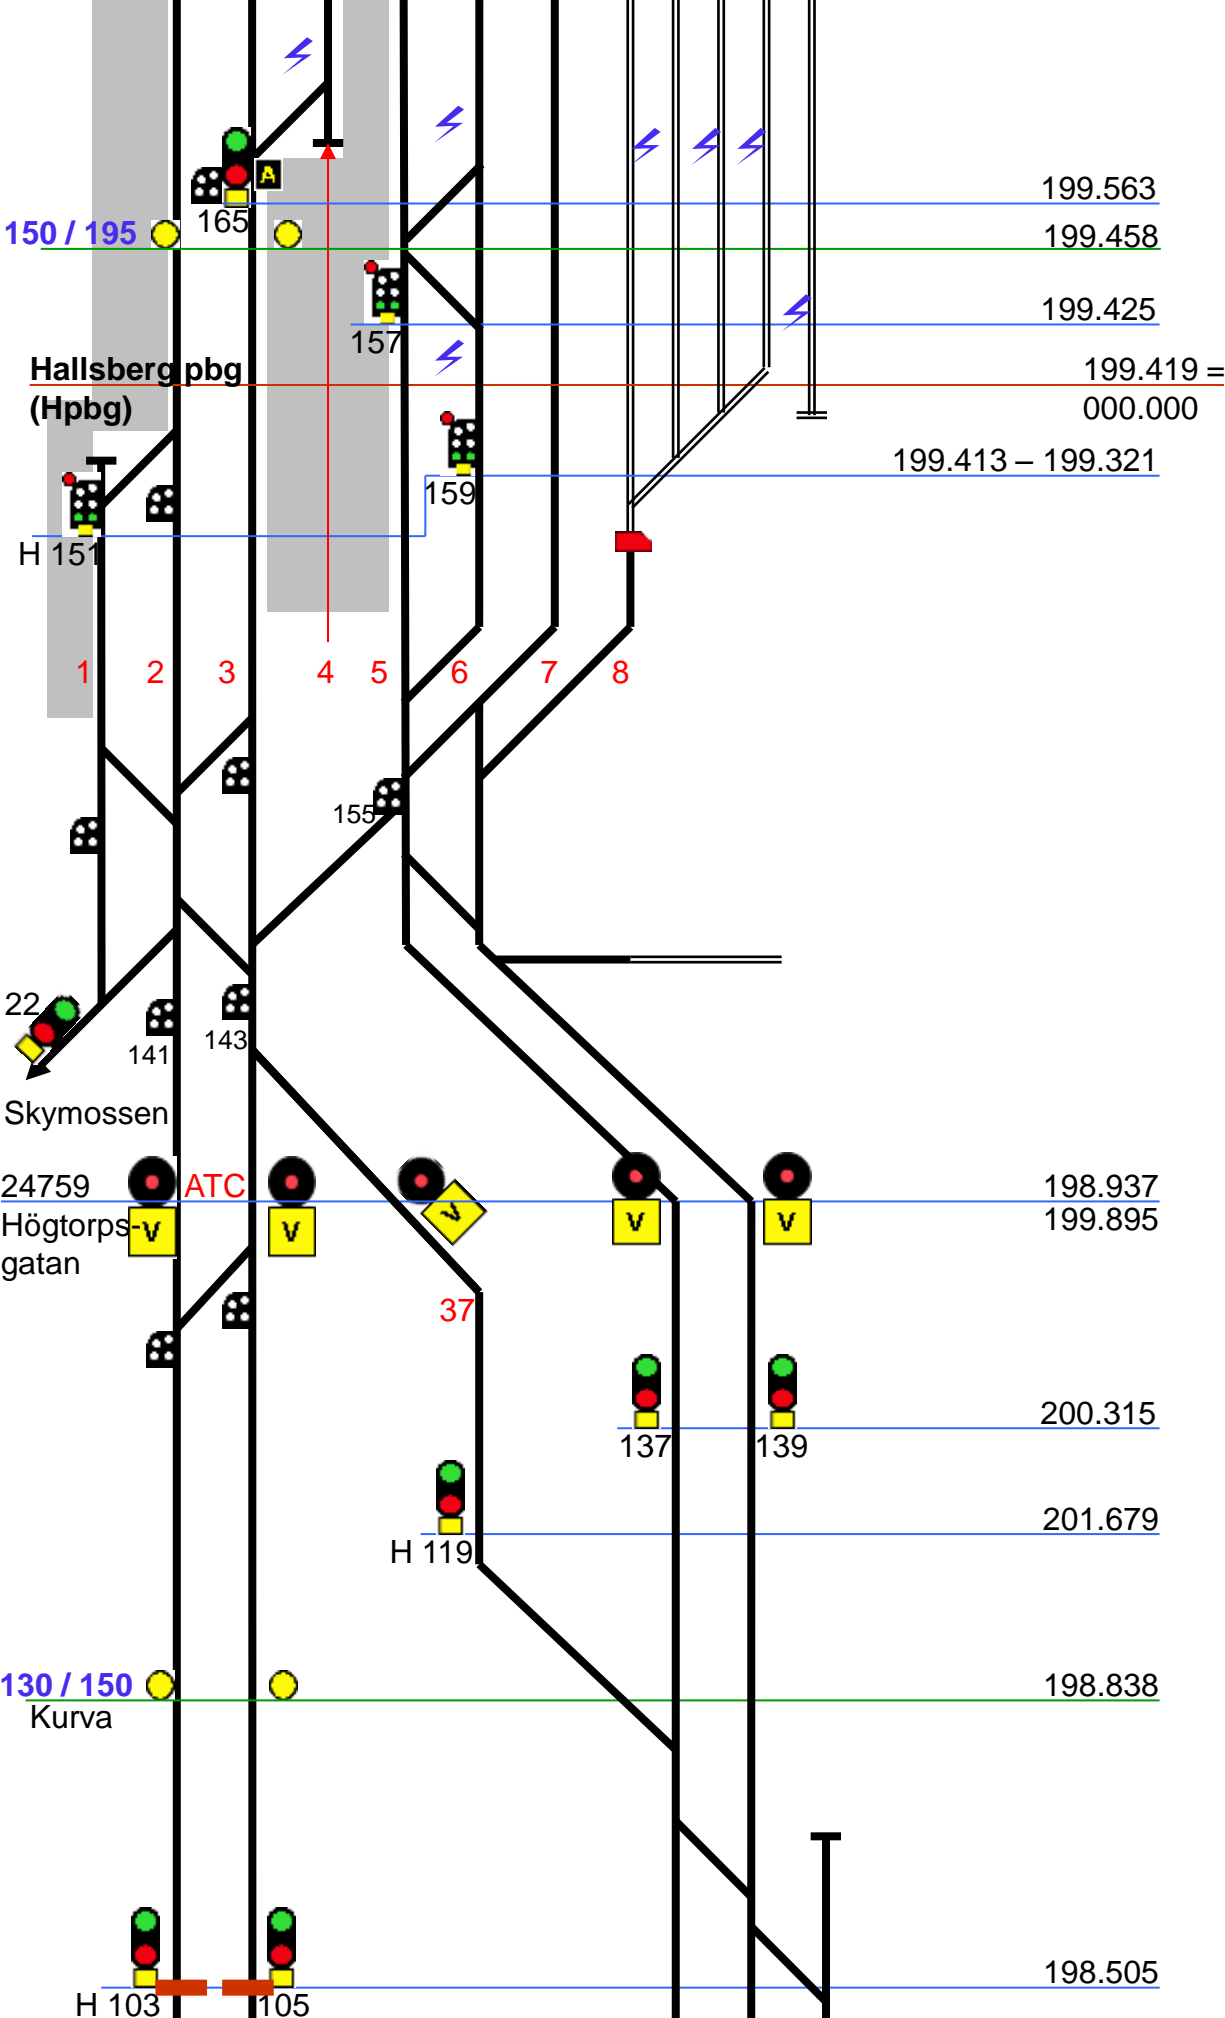 A
199.563
165
150 / 195
199.458
199.425
157
Hallsberg pbg
(Hpbg)
199.419 =
000.000
199.413 – 199.321
159
H 151
1
2
3
4
5
6
7
8
155
22
141
143
Skymossen
24759
ATC
198.937
199.895
Högtorps-
gatan
V
V
V
V
V
37
200.315
137
139
201.679
H 119
130 / 150
198.838
Kurva
198.505
H 103
105